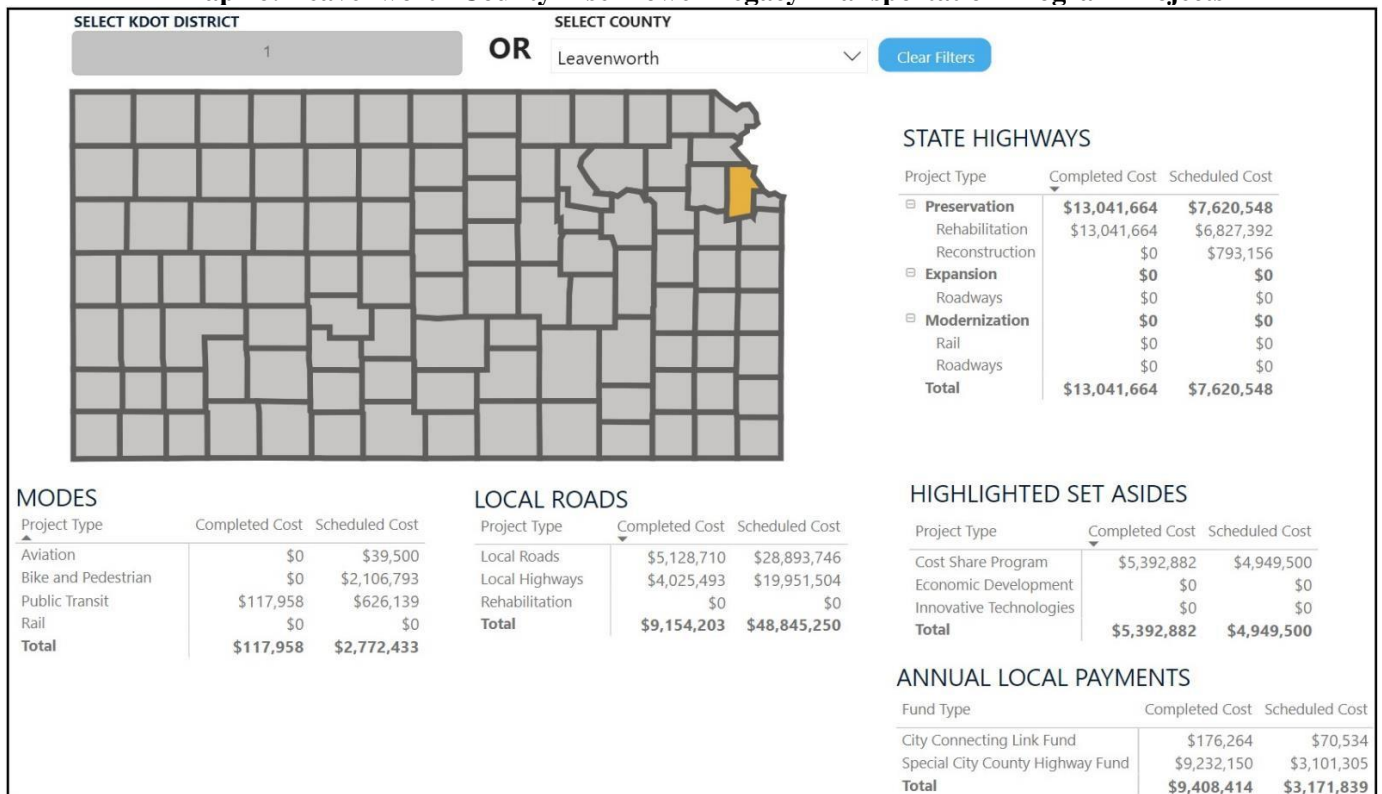 SELECT KDOT DISTRICT
1
OR
SELECT COUNTY
Leavenworth
Clear Filters
STATE HIGHWAYS
Project Type Completed Cost Scheduled Cost
Preservation $13,041,664 $7,620,548
Rehabilitation $13,041,664 $6,827,392
Reconstruction $0 $793,156
Expansion $0 $0
Roadways $0 $0
Modernization $0 $0
Rail $0 $0
Roadways $0 $0
Total $13,041,664 $7,620,548
MODES
Project Type Completed Cost Scheduled Cost
Aviation $0 $39,500
Bike and Pedestrian $0 $2,106,793
Public Transit $117,958 $626,139
Rail $0 $0
Total $117,958 $2,772,433
LOCAL ROADS
Project Type Completed Cost Scheduled Cost
Local Roads $5,128,710 $28,893,746
Local Highways $4,025,493 $19,951,504
Rehabilitation $0 $0
Total $9,154,203 $48,845,250
HIGHLIGHTED SET ASIDES
Project Type Completed Cost Scheduled Cost
Cost Share Program $5,392,882 $4,949,500
Economic Development $0 $0
Innovative Technologies $0 $0
Total $5,392,882 $4,949,500
ANNUAL LOCAL PAYMENTS
Fund Type Completed Cost Scheduled Cost
City Connecting Link Fund $176,264 $70,534
Special City County Highway Fund $9,232,150 $3,101,305
Total $9,408,414 $3,171,839